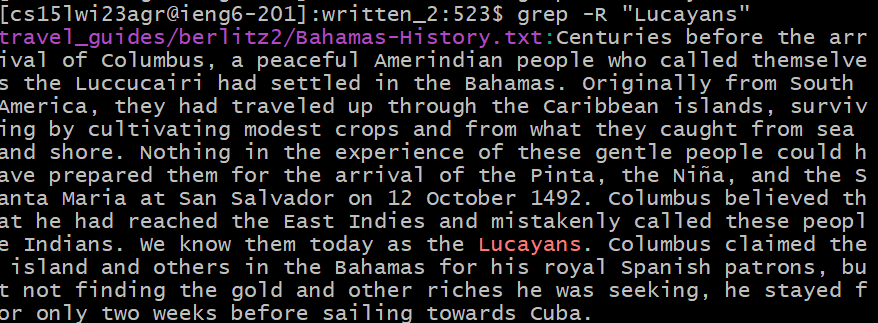 [cs15lwi23agr@ieng6-201]:written_2:523$ grep -R "Lucayans"
travel_guides/berlitz2/Bahamas-History.txt:Centuries before the arr
ival of Columbus, a peaceful Amerindian people who called themselve
s the Luccucairi had settled in the Bahamas. Originally from South
America, they had traveled up through the Caribbean islands, surviv
ing by cultivating modest crops and from what they caught from sea
and shore. Nothing in the experience of these gentle people could h
ave prepared them for the arrival of the Pinta, the Niña, and the S
anta Maria at San Salvador on 12 October 1492. Columbus believed th
at he had reached the East Indies and mistakenly called these peopl
e Indians. We know them today as the Lucayans. Columbus claimed the
 island and others in the Bahamas for his royal Spanish patrons, bu
t not finding the gold and other riches he was seeking, he stayed f
or only two weeks before sailing towards Cuba.